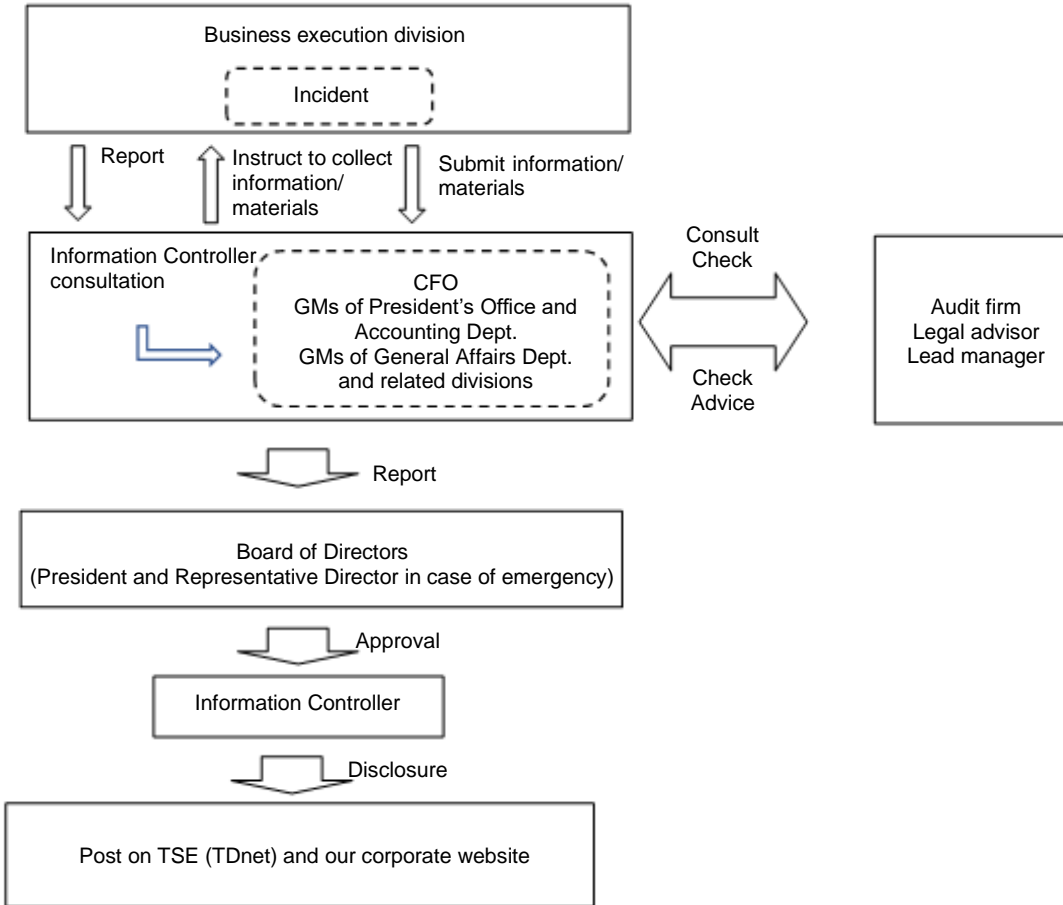 Business execution division
Incident
Report
Instruct to collect
information/
materials
Submit information/
materials
Information Controller
consultation
CFO
GMs of President's Office and
Accounting Dept.
GMs of General Affairs Dept.
and related divisions
Consult
Check
Check
Advice
Audit firm
Legal advisor
Lead manager
Report
Board of Directors
(President and Representative Director in case of emergency)
Approval
Information Controller
Disclosure
Post on TSE (TDnet) and our corporate website